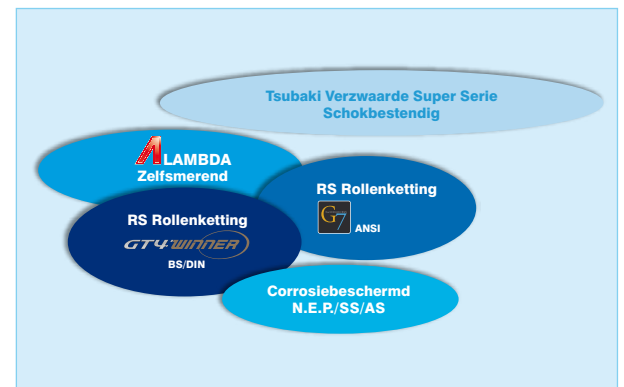 Tsubaki Verzwaarde Super Serie
Schokbestendig
LAMBDA
Zelfsmerend
RS Rollenketting
G7 ANSI
RS Rollenketting
GT4 WINNER
BS/DIN
Corrosiebeschermd
N.E.P./SS/AS